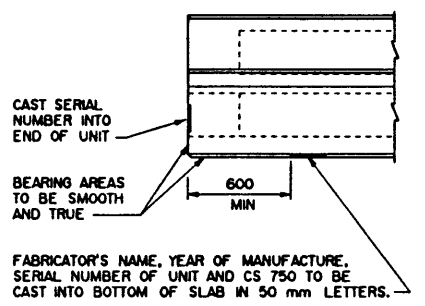 CAST SERIAL
NUMBER INTO
END OF UNIT
BEARING AREAS
TO BE SMOOTH
AND TRUE
600
MIN
FABRICATOR'S NAME, YEAR OF MANUFACTURE,
SERIAL NUMBER OF UNIT AND CS 750 TO BE
CAST INTO BOTTOM OF SLAB IN 50 mm LETTERS.